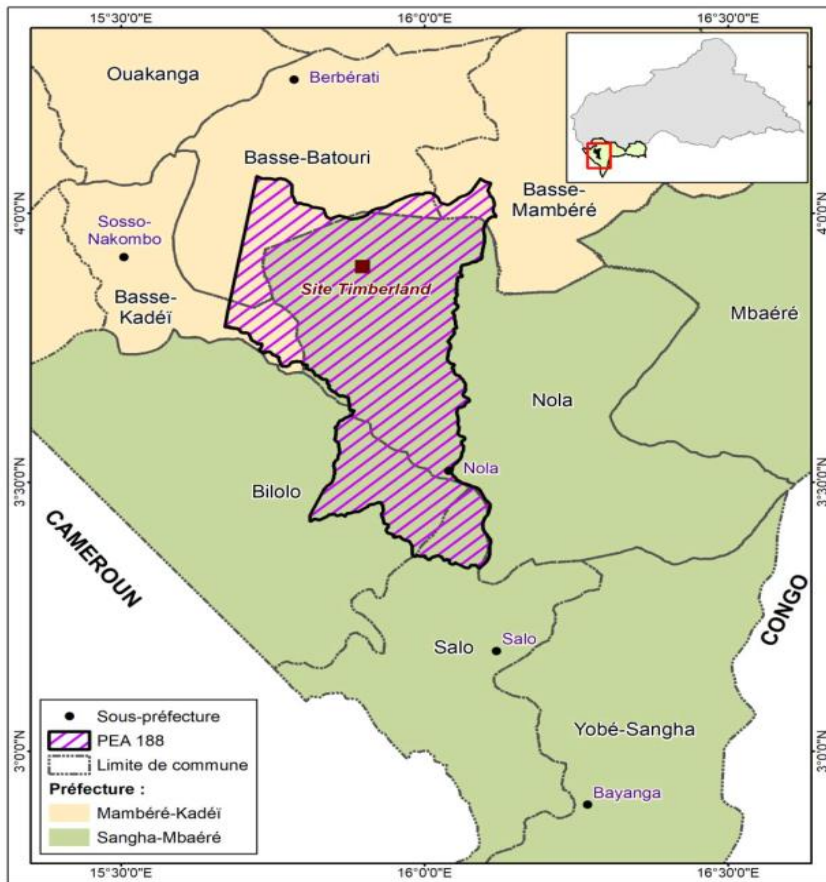 15°30'0"E
16°0'0"E
16°30'0"E
Ouakanga
Berbérati
Basse-Batouri
Basse-
Mambéré
4°0'0"N
4°0'0"N
Sosso-
Nakombo
Basse-
Kadéï
Site Timberland
Mbaéré
Nola
Nola
3°30'0"N
3°30'0"N
Bilolo
CAMEROUN
CONGO
Salo
Salo
Yobé-Sangha
Bayanga
3°0'0"N
3°0'0"N
Sous-préfecture
PEA 188
Limite de commune
Préfecture :
Mambéré-Kadéï
Sangha-Mbaéré
15°30'0"E
16°0'0"E
16°30'0"E